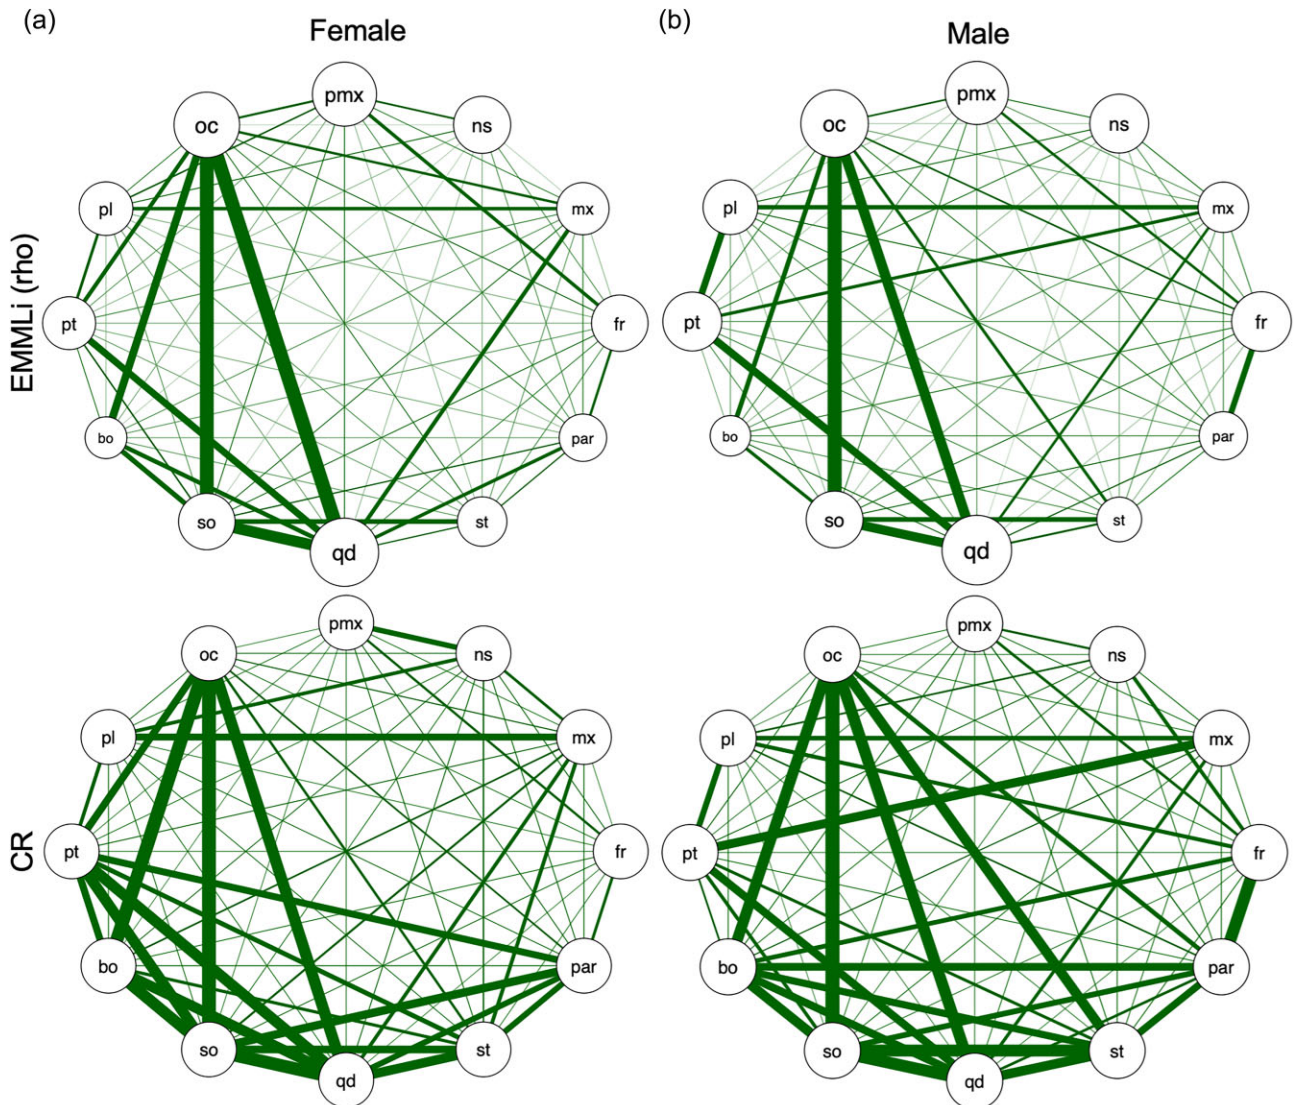 (a)
Female
(b)
Male
EMMLi (rho)
pmx
oc
ns
pl
mx
pt
fr
bo
par
so
st
qd
pmx
oc
ns
pl
mx
pt
fr
bo
par
so
st
qd
CR
pmx
oc
ns
pl
mx
pt
fr
bo
par
so
st
qd
pmx
oc
ns
pl
mx
pt
fr
bo
par
so
st
qd